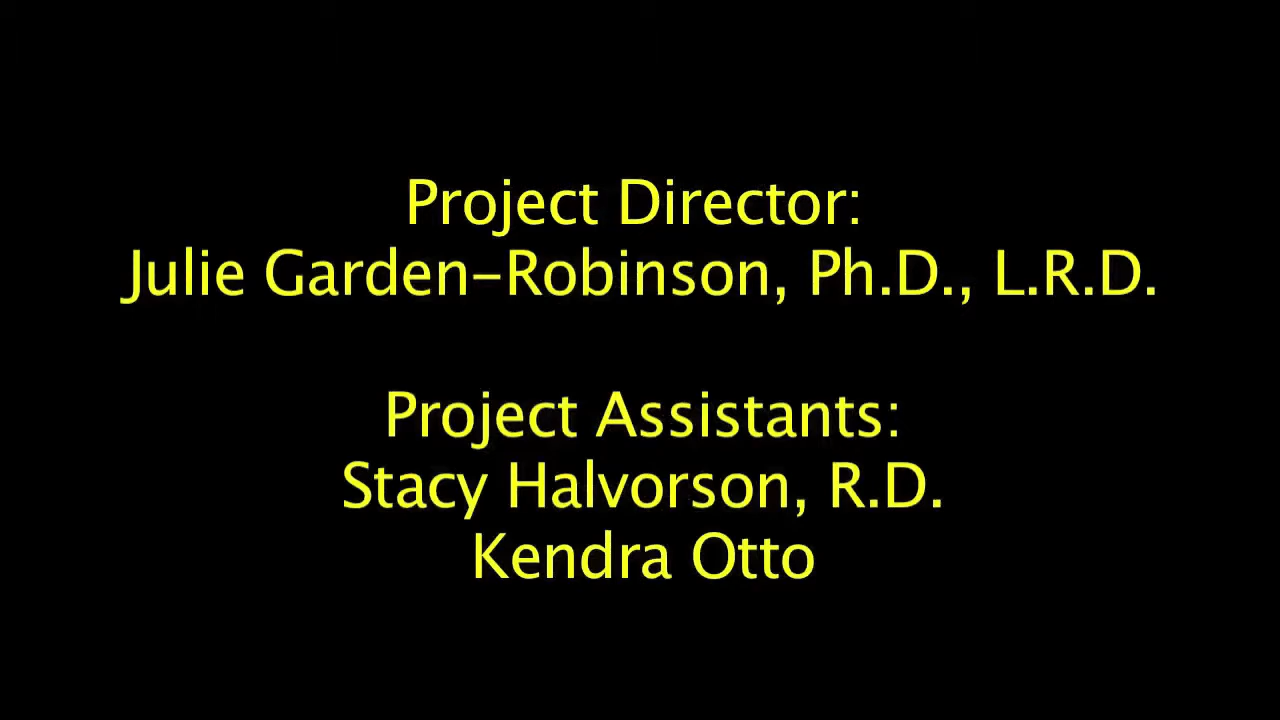 Project Director:
Julie Garden-Robinson, Ph.D., L.R.D.
Project Assistants:
Stacy Halvorson, R.D.
Kendra Otto